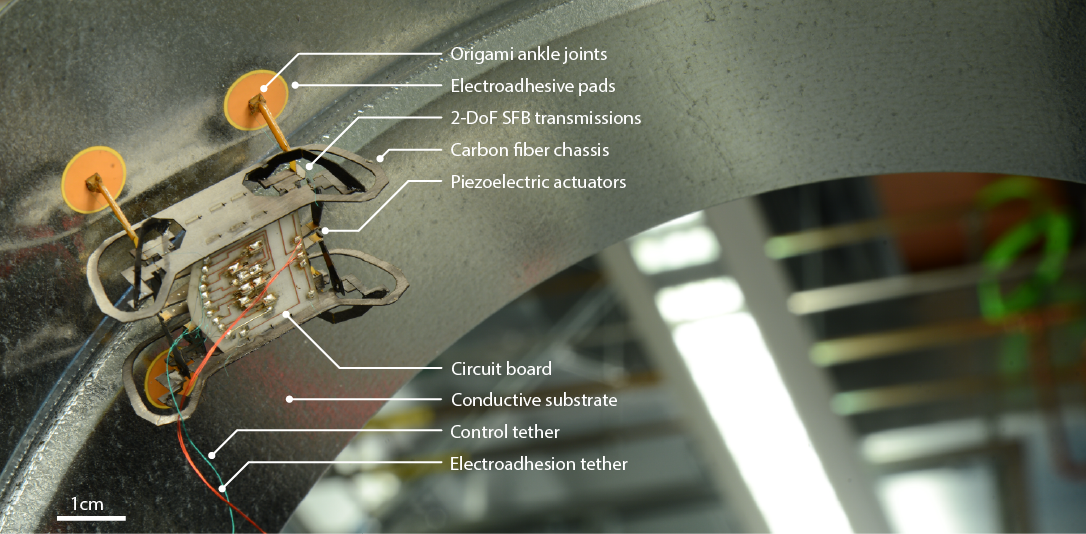 Origami ankle joints
Electroadhesive pads
2-DoF SFB transmissions
Carbon fiber chassis
Piezoelectric actuators
Circuit board
Conductive substrate
Control tether
Electroadhesion tether
1cm